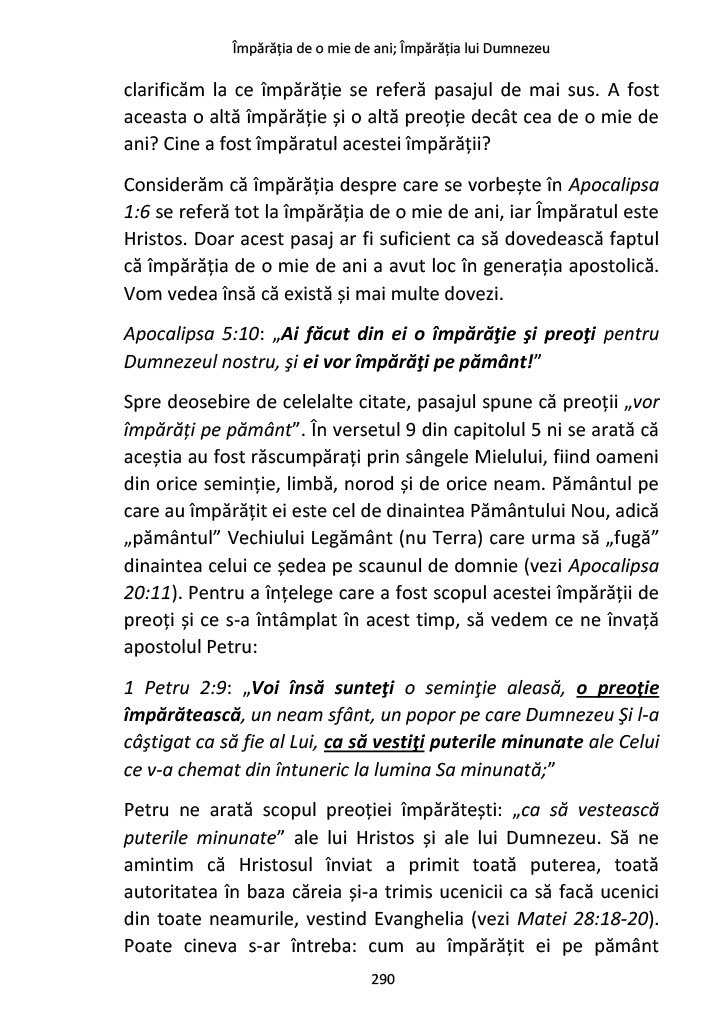 Împărăția de o mie de ani; Împărăția lui Dumnezeu
clarificăm la ce împărăție se referă pasajul de mai sus. A fost
aceasta o altă împărăție și o altă preoție decât cea de o mie de
ani? Cine a fost împăratul acestei împărății?
Considerăm că împărăția despre care se vorbește în Apocalipsa
1:6 se referă tot la împărăția de o mie de ani, iar Împăratul este
Hristos. Doar acest pasaj ar fi suficient ca să dovedească faptul
că împărăția de o mie de ani a avut loc în generația apostolică.
Vom vedea însă că există și mai multe dovezi.
Apocalipsa 5:10: „Ai făcut din ei o împărăţie şi preoţi pentru
Dumnezeul nostru, şi ei vor împărăţi pe pământ!”
Spre deosebire de celelalte citate, pasajul spune că preoții „vor
împărăți pe pământ”. În versetul 9 din capitolul 5 ni se arată că
aceștia au fost răscumpărați prin sângele Mielului, fiind oameni
din orice seminție, limbă, norod și de orice neam. Pământul pe
care au împărățit ei este cel de dinaintea Pământului Nou, adică
„pământul” Vechiului Legământ (nu Terra) care urma să „fugă”
dinaintea celui ce ședea pe scaunul de domnie (vezi Apocalipsa
20:11). Pentru a înțelege care a fost scopul acestei împărății de
preoți și ce s-a întâmplat în acest timp, să vedem ce ne învață
apostolul Petru:
1 Petru 2:9: „Voi însă sunteţi o seminţie aleasă, o preoţie
împărătească, un neam sfânt, un popor pe care Dumnezeu Şi l-a
câştigat ca să fie al Lui, ca să vestiţi puterile minunate ale Celui
ce v-a chemat din întuneric la lumina Sa minunată;”
Petru ne arată scopul preoției împărătești: „ca să vestească
puterile minunate” ale lui Hristos și ale lui Dumnezeu. Să ne
amintim că Hristosul înviat a primit toată puterea, toată
autoritatea în baza căreia și-a trimis ucenicii ca să facă ucenici
din toate neamurile, vestind Evanghelia (vezi Matei 28:18-20).
Poate cineva s-ar întreba: cum au împărățit ei pe pământ
290